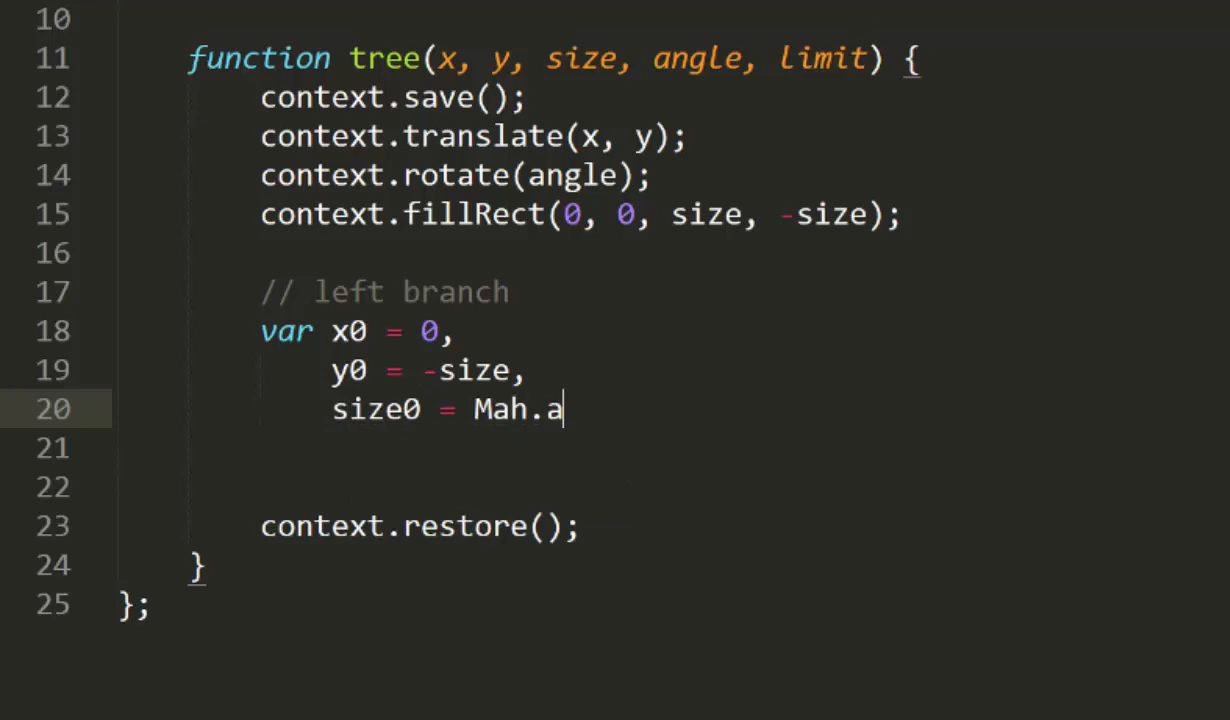 10
11 function tree(x, y, size, angle, limit) {
12 context.save();
13 context.translate(x, y);
14 context.rotate(angle);
15 context.fillRect(0, 0, size, -size);
16
17 // left branch
18 var x0 = 0,
19 y0 = -size,
20 size0 = Mah.a
21
22
23 context.restore();
24 }
25 };